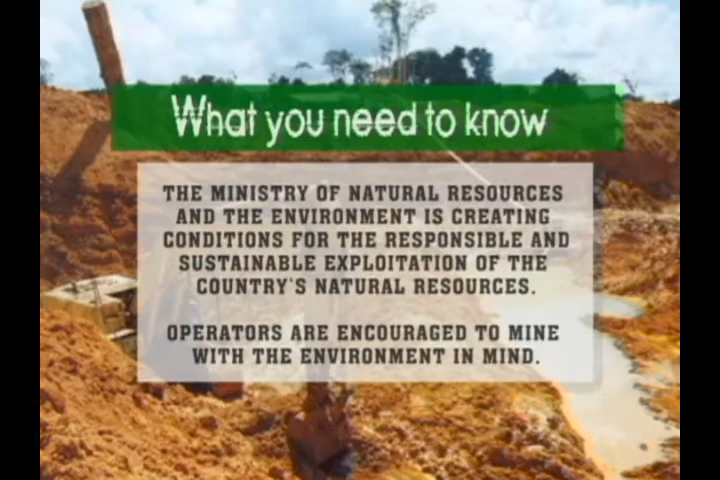 What you need to know
THE MINISTRY OF NATURAL RESOURCES
AND THE ENVIRONMENT IS CREATING
CONDITIONS FOR THE RESPONSIBLE AND
SUSTAINABLE EXPLOITATION OF THE
COUNTRY'S NATURAL RESOURCES.
OPERATORS ARE ENCOURAGED TO MINE
WITH THE ENVIRONMENT IN MIND.